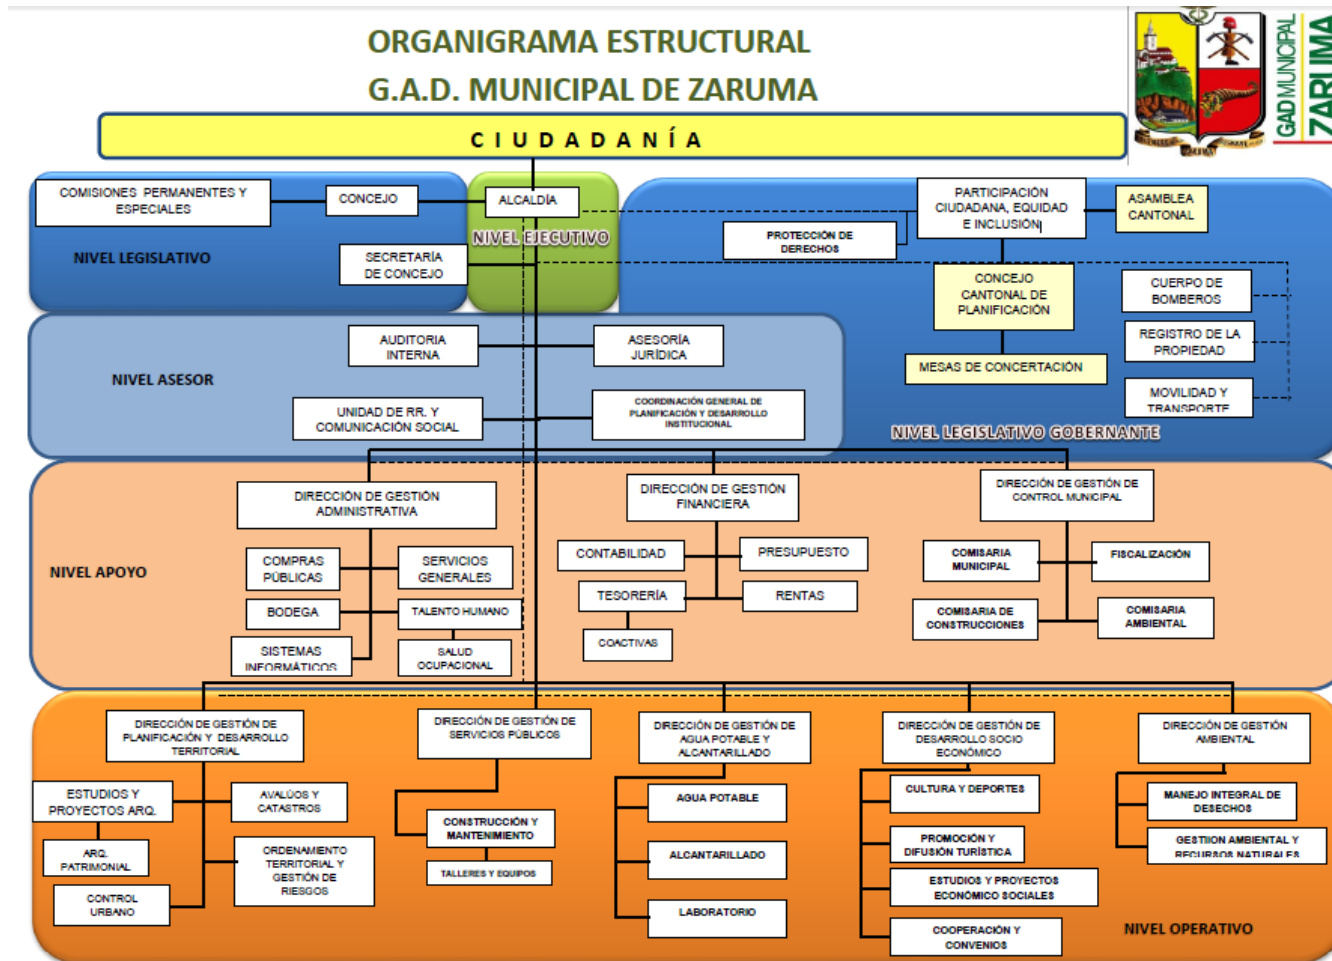 ORGANIGRAMA ESTRUCTURAL
G.A.D. MUNICIPAL DE ZARUMA
GAD MUNICIPAL
ZARUMA
CIUDADANÍA
COMISIONES PERMANENTES Y
ESPECIALES
CONCEJO
ALCALDÍA
NIVEL EJECUTIVO
SECRETARÍA
DE CONCEJO
NIVEL LEGISLATIVO
PARTICIPACIÓN
CIUDADANA, EQUIDAD
E INCLUSIÓN
ASAMBLEA
CANTONAL
PROTECCIÓN DE
DERECHOS
CONCEJO
CANTONAL DE
PLANIFICACIÓN
CUERPO DE
BOMBEROS
REGISTRO DE LA
PROPIEDAD
MESAS DE CONCERTACIÓN
MOVILIDAD Y
TRANSPORTE
NIVEL LEGISLATIVO GOBERNANTE
AUDITORIA
INTERNA
ASESORÍA
JURÍDICA
NIVEL ASESOR
UNIDAD DE RR. Y
COMUNICACIÓN SOCIAL
COORDINACIÓN GENERAL DE
PLANIFICACIÓN Y DESARROLLO
INSTITUCIONAL
DIRECCIÓN DE GESTIÓN
ADMINISTRATIVA
DIRECCIÓN DE GESTIÓN
FINANCIERA
DIRECCIÓN DE GESTIÓN DE
CONTROL MUNICIPAL
NIVEL APOYO
COMPRAS
PÚBLICAS
SERVICIOS
GENERALES
BODEGA
TALENTO HUMANO
SISTEMAS
INFORMÁTICOS
SALUD
OCUPACIONAL
CONTABILIDAD
PRESUPUESTO
TESORERÍA
RENTAS
COACTIVAS
COMISARIA
MUNICIPAL
FISCALIZACIÓN
COMISARIA DE
CONSTRUCCIONES
COMISARIA
AMBIENTAL
DIRECCIÓN DE GESTIÓN DE
PLANIFICACIÓN Y DESARROLLO
TERRITORIAL
DIRECCIÓN DE GESTIÓN DE
SERVICIOS PÚBLICOS
DIRECCIÓN DE GESTIÓN DE
AGUA POTABLE Y
ALCANTARILLADO
DIRECCIÓN DE GESTIÓN DE
DESARROLLO SOCIO
ECONÓMICO
DIRECCIÓN DE GESTIÓN
AMBIENTAL
ESTUDIOS Y
PROYECTOS ARQ.
AVALÚOS Y
CATASTROS
ARQ.
PATRIMONIAL
ORDENAMIENTO
TERRITORIAL Y
GESTIÓN DE
RIESGOS
CONTROL
URBANO
CONSTRUCCIÓN Y
MANTENIMIENTO
TALLERES Y EQUIPOS
AGUA POTABLE
ALCANTARILLADO
LABORATORIO
CULTURA Y DEPORTES
PROMOCIÓN Y
DIFUSIÓN TURÍSTICA
ESTUDIOS Y PROYECTOS
ECONÓMICO SOCIALES
COOPERACIÓN Y
CONVENIOS
MANEJO INTEGRAL DE
DESECHOS
GESTIION AMBIENTAL Y
RECURSOS NATURALES
NIVEL OPERATIVO